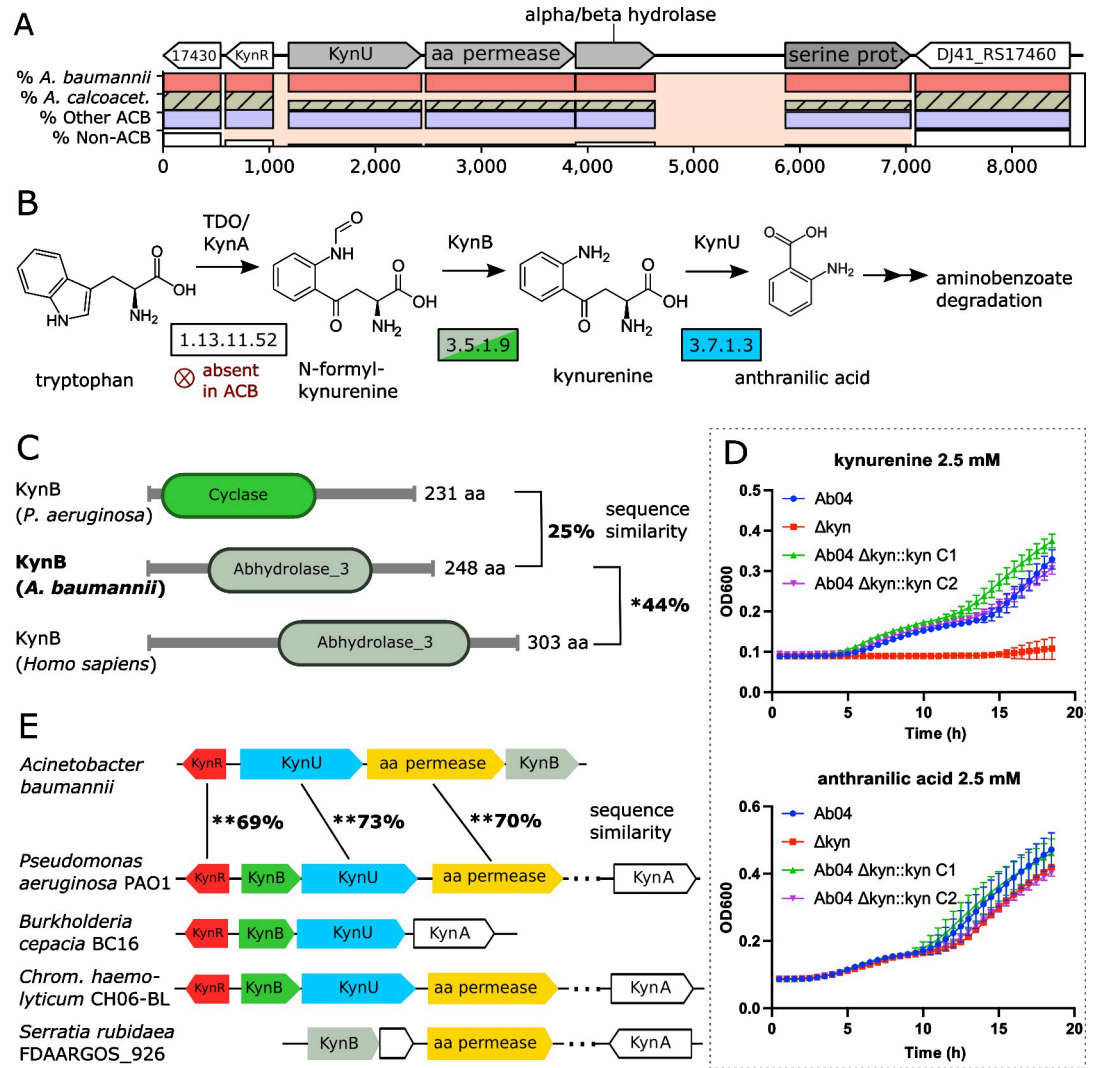 A
alpha/beta hydrolase
17430
KynR
KynU
aa permease
serine prot.
DJ41_RS17460
% A. baumannii
% A. calcoacet.
% Other ACB
% Non-ACB
0
1,000
2,000
3,000
4,000
5,000
6,000
7,000
8,000
B
TDO/
KynA
KynB
KynU
O
NH
O
OH
NH2
HN
O
OH
O
NH2
NH2
O
OH
O
NH2
O
OH
NH2
aminobenzoate
degradation
1.13.11.52
3.5.1.9
3.7.1.3
tryptophan
absent
in ACB
N-formyl-
kynurenine
kynurenine
anthranilic acid
C
KynB
(P. aeruginosa)
Cyclase
231 aa
25%
sequence
similarity
KynB
(A. baumannii)
Abhydrolase_3
248 aa
*44%
KynB
(Homo sapiens)
Abhydrolase_3
303 aa
D
kynurenine 2.5 mM
Ab04
Δkyn
Ab04 Δkyn::kyn C1
Ab04 Δkyn::kyn C2
OD600
0.5
0.4
0.3
0.2
0.1
0.0
0
5
10
15
20
Time (h)
anthranilic acid 2.5 mM
Ab04
Δkyn
Ab04 Δkyn::kyn C1
Ab04 Δkyn::kyn C2
OD600
0.6
0.4
0.2
0.0
0
5
10
15
20
Time (h)
E
Acinetobacter
baumannii
KynR
KynU
aa permease
KynB
**69%
**73%
**70%
sequence
similarity
Pseudomonas
aeruginosa PAO1
KynR
KynB
KynU
aa permease
KynA
Burkholderia
cepacia BC16
KynR
KynB
KynU
KynA
Chrom. haemo-
lyticum CH06-BL
KynR
KynB
KynU
aa permease
KynA
Serratia rubidaea
FDAARGOS_926
KynB
aa permease
KynA